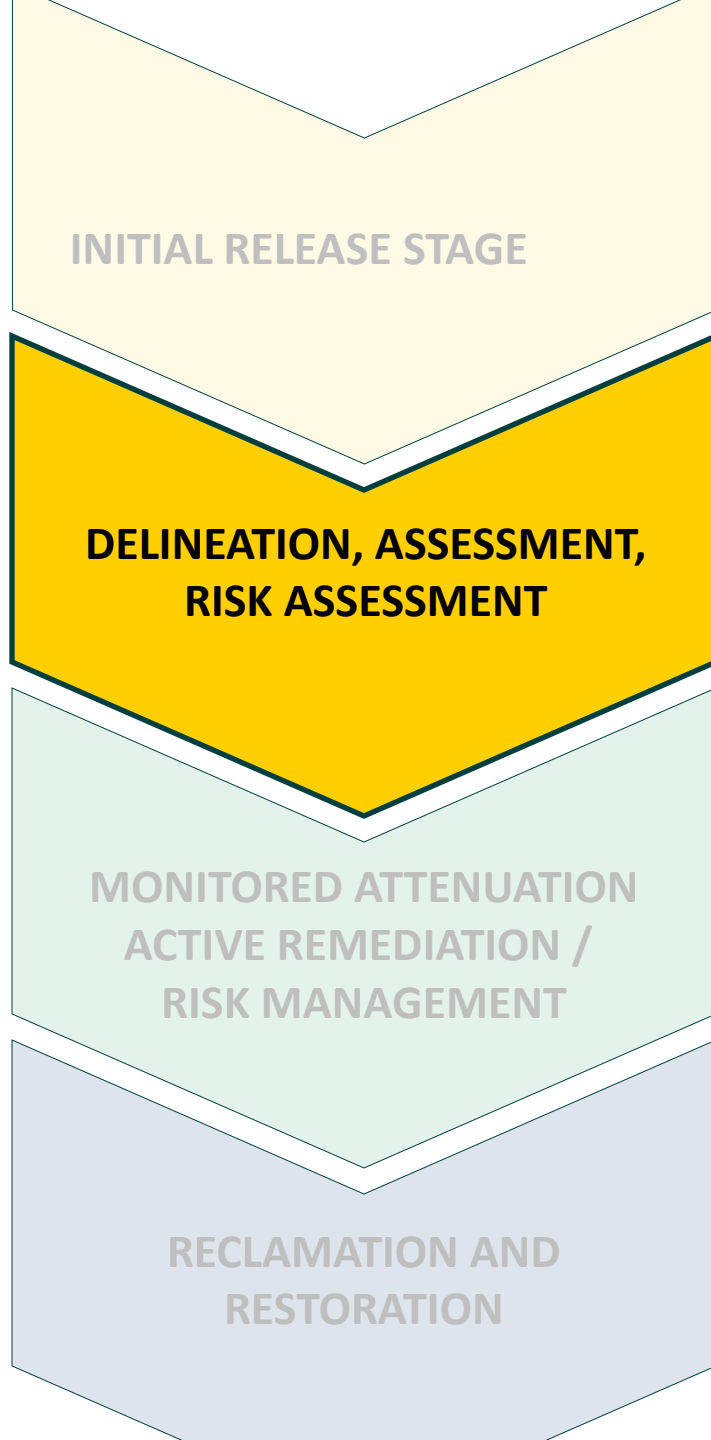 INITIAL RELEASE STAGE
DELINEATION, ASSESSMENT,
RISK ASSESSMENT
MONITORED ATTENUATION
ACTIVE REMEDIATION /
RISK MANAGEMENT
RECLAMATION AND
RESTORATION